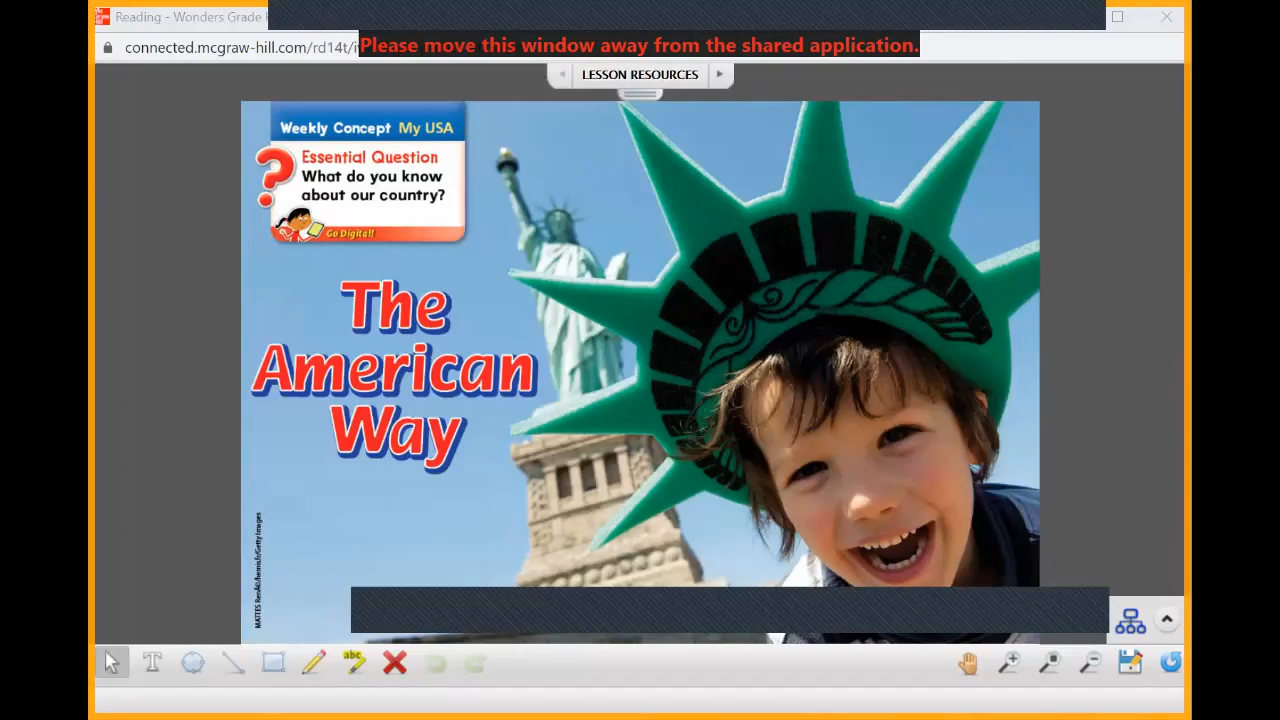 Reading - Wonders Grade
connected.mcgraw-hill.com/rd14t/
Please move this window away from the shared application.
LESSON RESOURCES
Weekly Concept My USA
Essential Question
What do you know
about our country?
Go Digital!
The
American
Way
T
abc